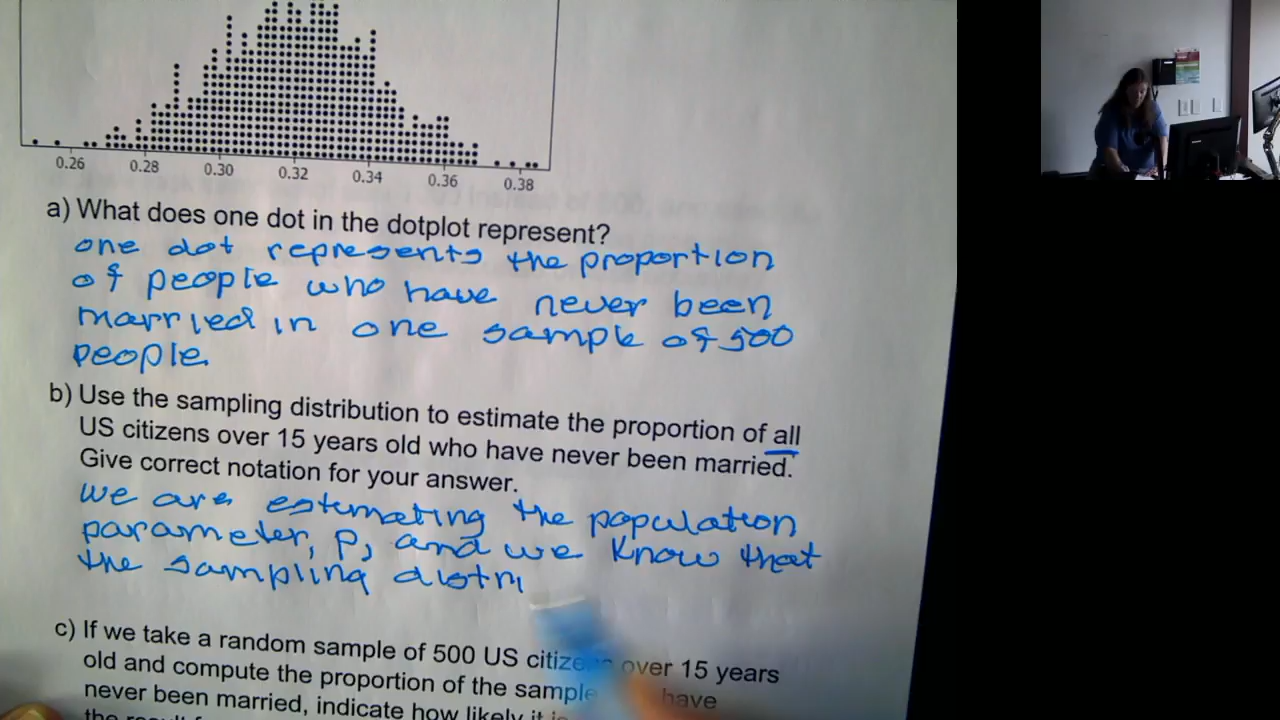 0.26 0.28 0.30 0.32 0.34 0.36 0.38
a) What does one dot in the dotplot represent?
one dot represents the proportion
of people who have never been
married in one sample of 500
people.
b) Use the sampling distribution to estimate the proportion of all
US citizens over 15 years old who have never been married.
Give correct notation for your answer.
we are estimating the population
parameter, p, and we know that
the sampling distri
c) If we take a random sample of 500 US citizens over 15 years
old and compute the proportion of the sample have
never been married, indicate how likely it is
the result